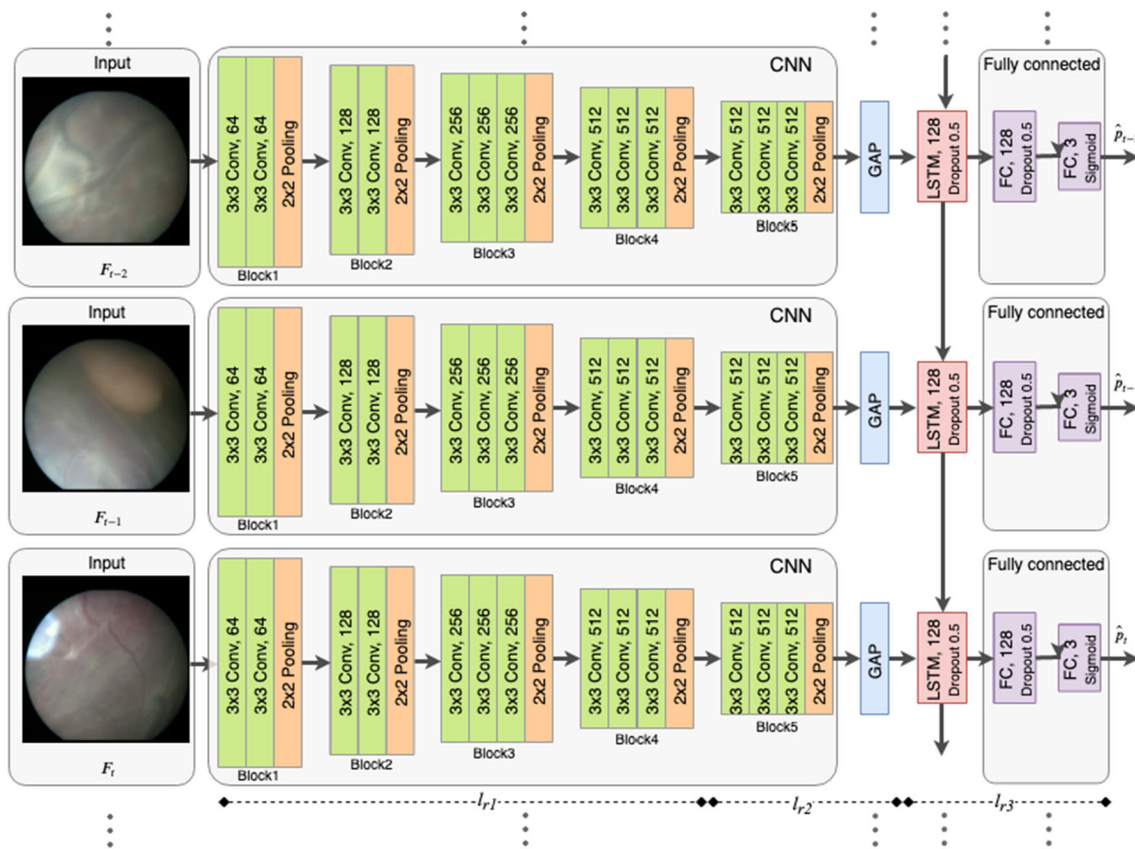 Input
CNN
Fully connected
3x3 Conv, 64
3x3 Conv, 64
2x2 Pooling
Block1
3x3 Conv, 128
3x3 Conv, 128
2x2 Pooling
Block2
3x3 Conv, 256
3x3 Conv, 256
3x3 Conv, 256
2x2 Pooling
Block3
3x3 Conv, 512
3x3 Conv, 512
3x3 Conv, 512
2x2 Pooling
Block4
3x3 Conv, 512
3x3 Conv, 512
3x3 Conv, 512
2x2 Pooling
Block5
GAP
LSTM, 128
Dropout 0.5
FC, 128
Dropout 0.5
FC, 3
Sigmoid
p̂_{t-
F_{t-2}
Input
CNN
Fully connected
3x3 Conv, 64
3x3 Conv, 64
2x2 Pooling
Block1
3x3 Conv, 128
3x3 Conv, 128
2x2 Pooling
Block2
3x3 Conv, 256
3x3 Conv, 256
3x3 Conv, 256
2x2 Pooling
Block3
3x3 Conv, 512
3x3 Conv, 512
3x3 Conv, 512
2x2 Pooling
Block4
3x3 Conv, 512
3x3 Conv, 512
3x3 Conv, 512
2x2 Pooling
Block5
GAP
LSTM, 128
Dropout 0.5
FC, 128
Dropout 0.5
FC, 3
Sigmoid
p̂_{t-
F_{t-1}
Input
CNN
Fully connected
3x3 Conv, 64
3x3 Conv, 64
2x2 Pooling
Block1
3x3 Conv, 128
3x3 Conv, 128
2x2 Pooling
Block2
3x3 Conv, 256
3x3 Conv, 256
3x3 Conv, 256
2x2 Pooling
Block3
3x3 Conv, 512
3x3 Conv, 512
3x3 Conv, 512
2x2 Pooling
Block4
3x3 Conv, 512
3x3 Conv, 512
3x3 Conv, 512
2x2 Pooling
Block5
GAP
LSTM, 128
Dropout 0.5
FC, 128
Dropout 0.5
FC, 3
Sigmoid
p̂_t
F_t
l_{r1}
l_{r2}
l_{r3}